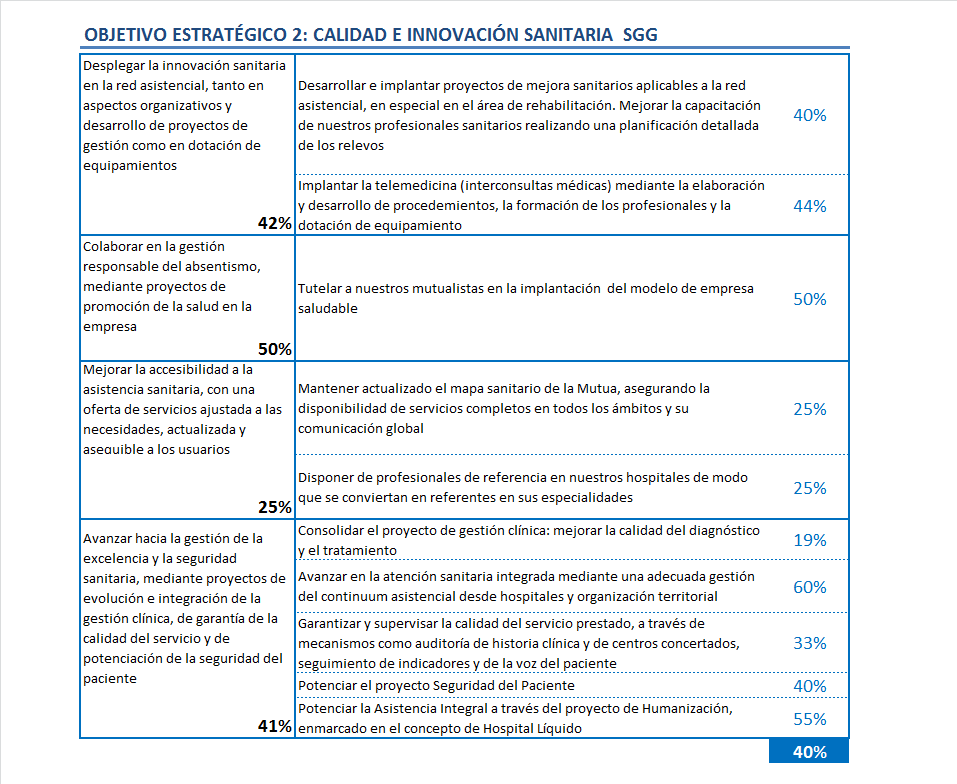 OBJETIVO ESTRATÉGICO 2: CALIDAD E INNOVACIÓN SANITARIA  SGG
Desplegar la innovación sanitaria
en la red asistencial, tanto en
aspectos organizativos y
desarrollo de proyectos de
gestión como en dotación de
equipamientos
42%
Desarrollar e implantar proyectos de mejora sanitarios aplicables a la red
asistencial, en especial en el área de rehabilitación. Mejorar la capacitación
de nuestros profesionales sanitarios realizando una planificación detallada
de los relevos
40%
Implantar la telemedicina (interconsultas médicas) mediante la elaboración
y desarrollo de procedemientos, la formación de los profesionales y la
dotación de equipamiento
44%
Colaborar en la gestión
responsable del absentismo,
mediante proyectos de
promoción de la salud en la
empresa
50%
Tutelar a nuestros mutualistas en la implantación  del modelo de empresa
saludable
50%
Mejorar la accesibilidad a la
asistencia sanitaria, con una
oferta de servicios ajustada a las
necesidades, actualizada y
asequible a los usuarios
25%
Mantener actualizado el mapa sanitario de la Mutua, asegurando la
disponibilidad de servicios completos en todos los ámbitos y su
comunicación global
25%
Disponer de profesionales de referencia en nuestros hospitales de modo
que se conviertan en referentes en sus especialidades
25%
Avanzar hacia la gestión de la
excelencia y la seguridad
sanitaria, mediante proyectos de
evolución e integración de la
gestión clínica, de garantía de la
calidad del servicio y de
potenciación de la seguridad del
paciente
41%
Consolidar el proyecto de gestión clínica: mejorar la calidad del diagnóstico
y el tratamiento
19%
Avanzar en la atención sanitaria integrada mediante una adecuada gestión
del continuum asistencial desde hospitales y organización territorial
60%
Garantizar y supervisar la calidad del servicio prestado, a través de
mecanismos como auditoría de historia clínica y de centros concertados,
seguimiento de indicadores y de la voz del paciente
33%
Potenciar el proyecto Seguridad del Paciente
40%
Potenciar la Asistencia Integral a través del proyecto de Humanización,
enmarcado en el concepto de Hospital Líquido
55%
40%